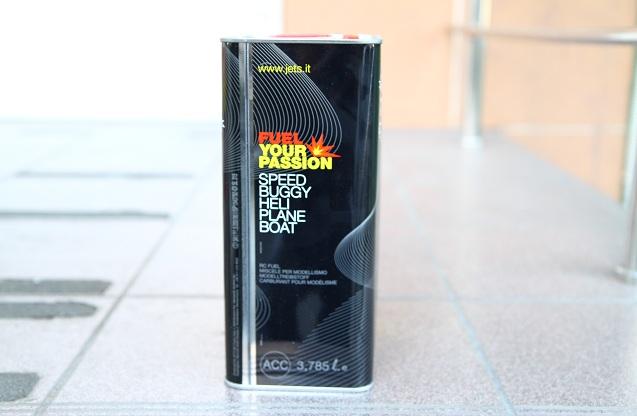 www.jets.it
FUEL
YOUR
PASSION
SPEED
BUGGY
HELI
PLANE
BOAT
RC FUEL
MISCELE PER MODELLISMO
MODELLTREIBSTOFF
CARBURANT POUR MODÉLISME
ACC 3,785 L e